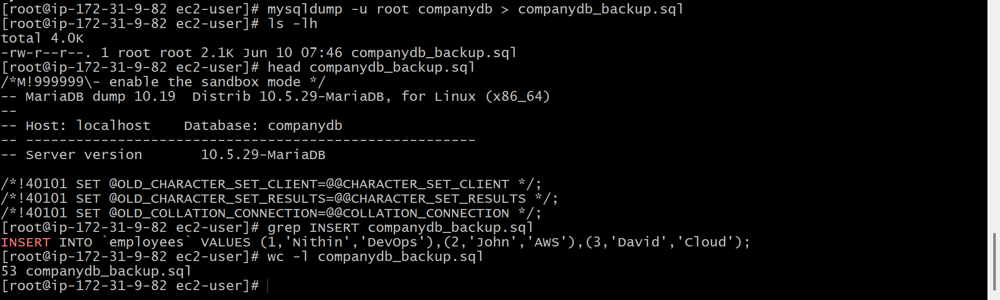 [root@ip-172-31-9-82 ec2-user]# mysqldump -u root companydb > companydb_backup.sql
[root@ip-172-31-9-82 ec2-user]# ls -lh
total 4.0K
-rw-r--r--. 1 root root 2.1K Jun 10 07:46 companydb_backup.sql
[root@ip-172-31-9-82 ec2-user]# head companydb_backup.sql
/*M!999999\- enable the sandbox mode */
-- MariaDB dump 10.19  Distrib 10.5.29-MariaDB, for Linux (x86_64)
--
-- Host: localhost    Database: companydb
-- ------------------------------------------------------
-- Server version       10.5.29-MariaDB

/*!40101 SET @OLD_CHARACTER_SET_CLIENT=@@CHARACTER_SET_CLIENT */;
/*!40101 SET @OLD_CHARACTER_SET_RESULTS=@@CHARACTER_SET_RESULTS */;
/*!40101 SET @OLD_COLLATION_CONNECTION=@@COLLATION_CONNECTION */;
[root@ip-172-31-9-82 ec2-user]# grep INSERT companydb_backup.sql
INSERT INTO `employees` VALUES (1,'Nithin','DevOps'),(2,'John','AWS'),(3,'David','Cloud');
[root@ip-172-31-9-82 ec2-user]# wc -l companydb_backup.sql
53 companydb_backup.sql
[root@ip-172-31-9-82 ec2-user]#